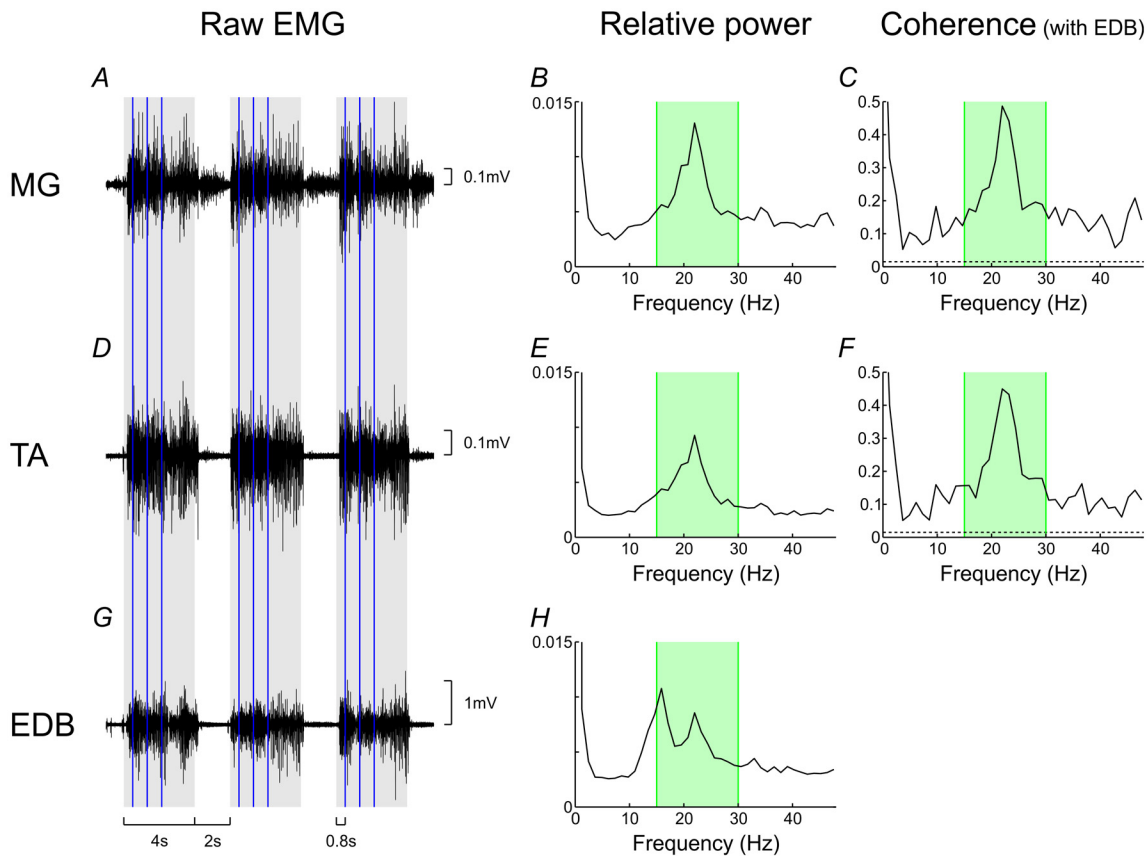 Raw EMG
Relative power
Coherence (with EDB)
A
B
C
MG
0.1mV
0.015
0
0 10 20 30 40
Frequency (Hz)
0.5
0.4
0.3
0.2
0.1
0
0 10 20 30 40
Frequency (Hz)
D
E
F
TA
0.1mV
0.015
0
0 10 20 30 40
Frequency (Hz)
0.5
0.4
0.3
0.2
0.1
0
0 10 20 30 40
Frequency (Hz)
G
H
EDB
1mV
4s
2s
0.8s
0.015
0
0 10 20 30 40
Frequency (Hz)